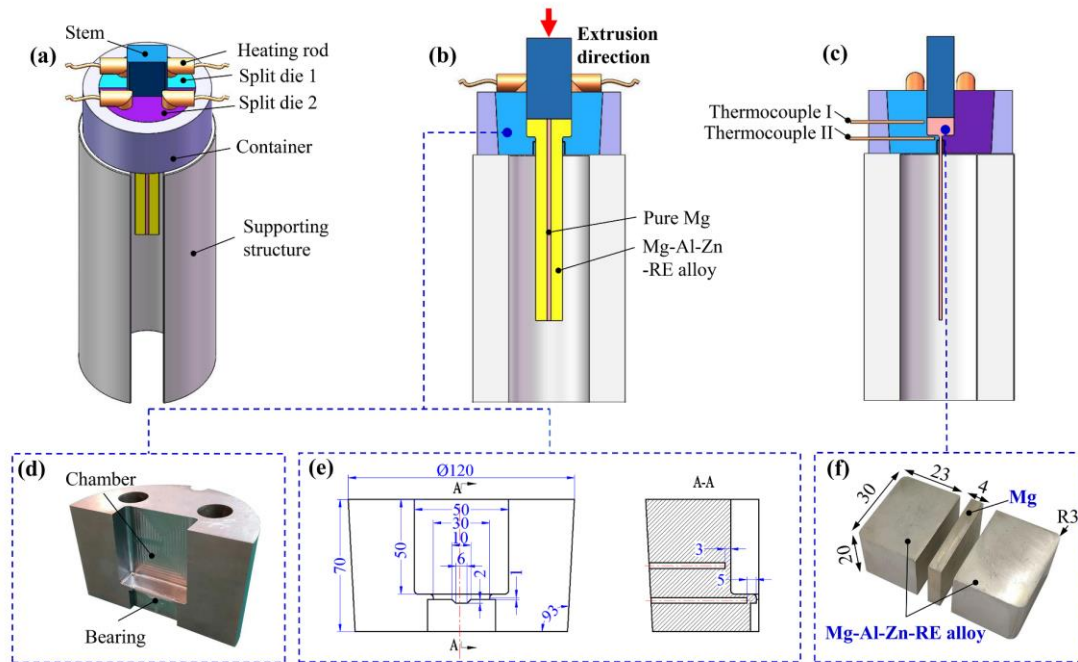 (a)
Stem
Heating rod
Split die 1
Split die 2
Container
Supporting
structure
(b)
Extrusion
direction
Pure Mg
Mg-Al-Zn
-RE alloy
(c)
Thermocouple I
Thermocouple II
(d)
Chamber
Bearing
(e)
Ø120
A
50
30
10
6
2
1
50
70
93
A
A-A
3
5
(f)
23
4
30
Mg
R3
20
Mg-Al-Zn-RE alloy